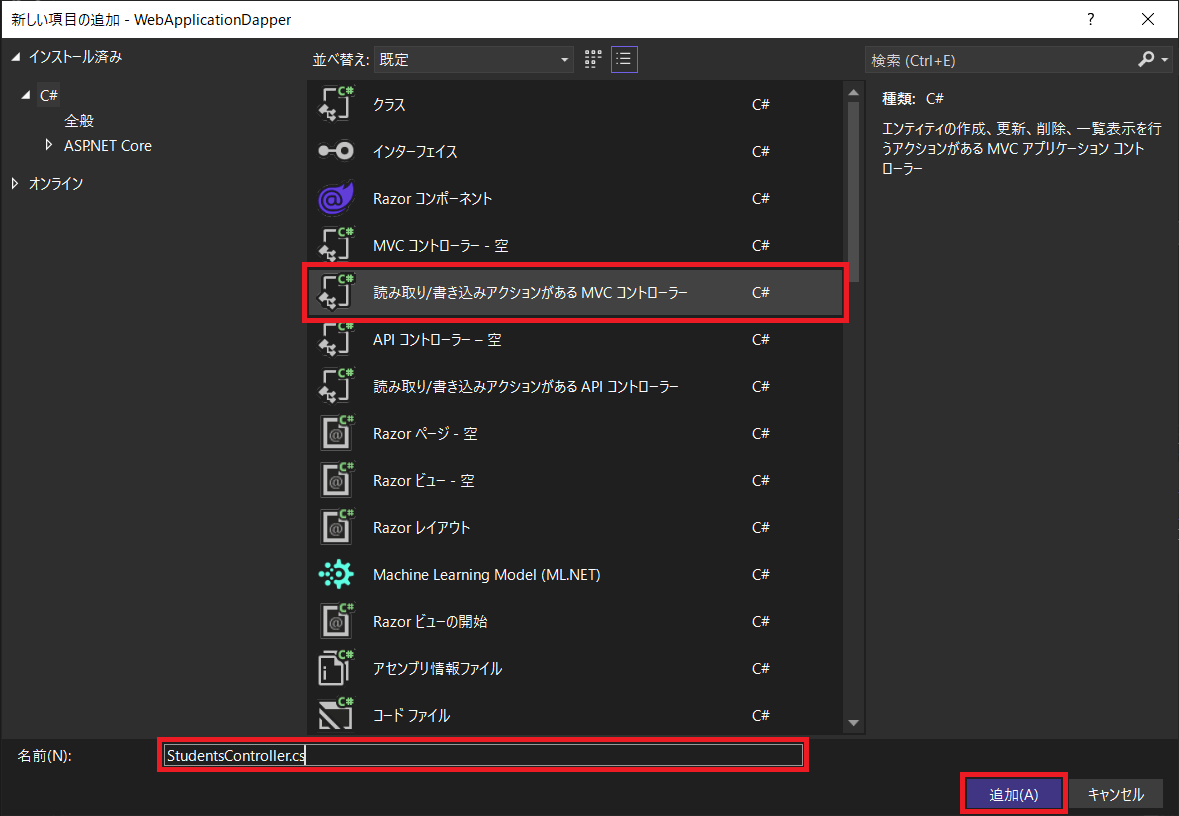 新しい項目の追加 - WebApplicationDapper
?
インストール済み
C#
全般
ASP.NET Core
オンライン
並べ替え: 既定
検索 (Ctrl+E)
クラス C#
インターフェイス C#
Razor コンポーネント C#
MVC コントローラー - 空 C#
読み取り/書き込みアクションがある MVC コントローラー C#
API コントローラー – 空 C#
読み取り/書き込みアクションがある API コントローラー C#
Razor ページ - 空 C#
Razor ビュー - 空 C#
Razor レイアウト C#
Machine Learning Model (ML.NET) C#
Razor ビューの開始 C#
アセンブリ情報ファイル C#
コード ファイル C#
種類: C#
エンティティの作成、更新、削除、一覧表示を行
うアクションがある MVC アプリケーション コント
ローラー
名前(N): StudentsController.cs
追加(A) キャンセル